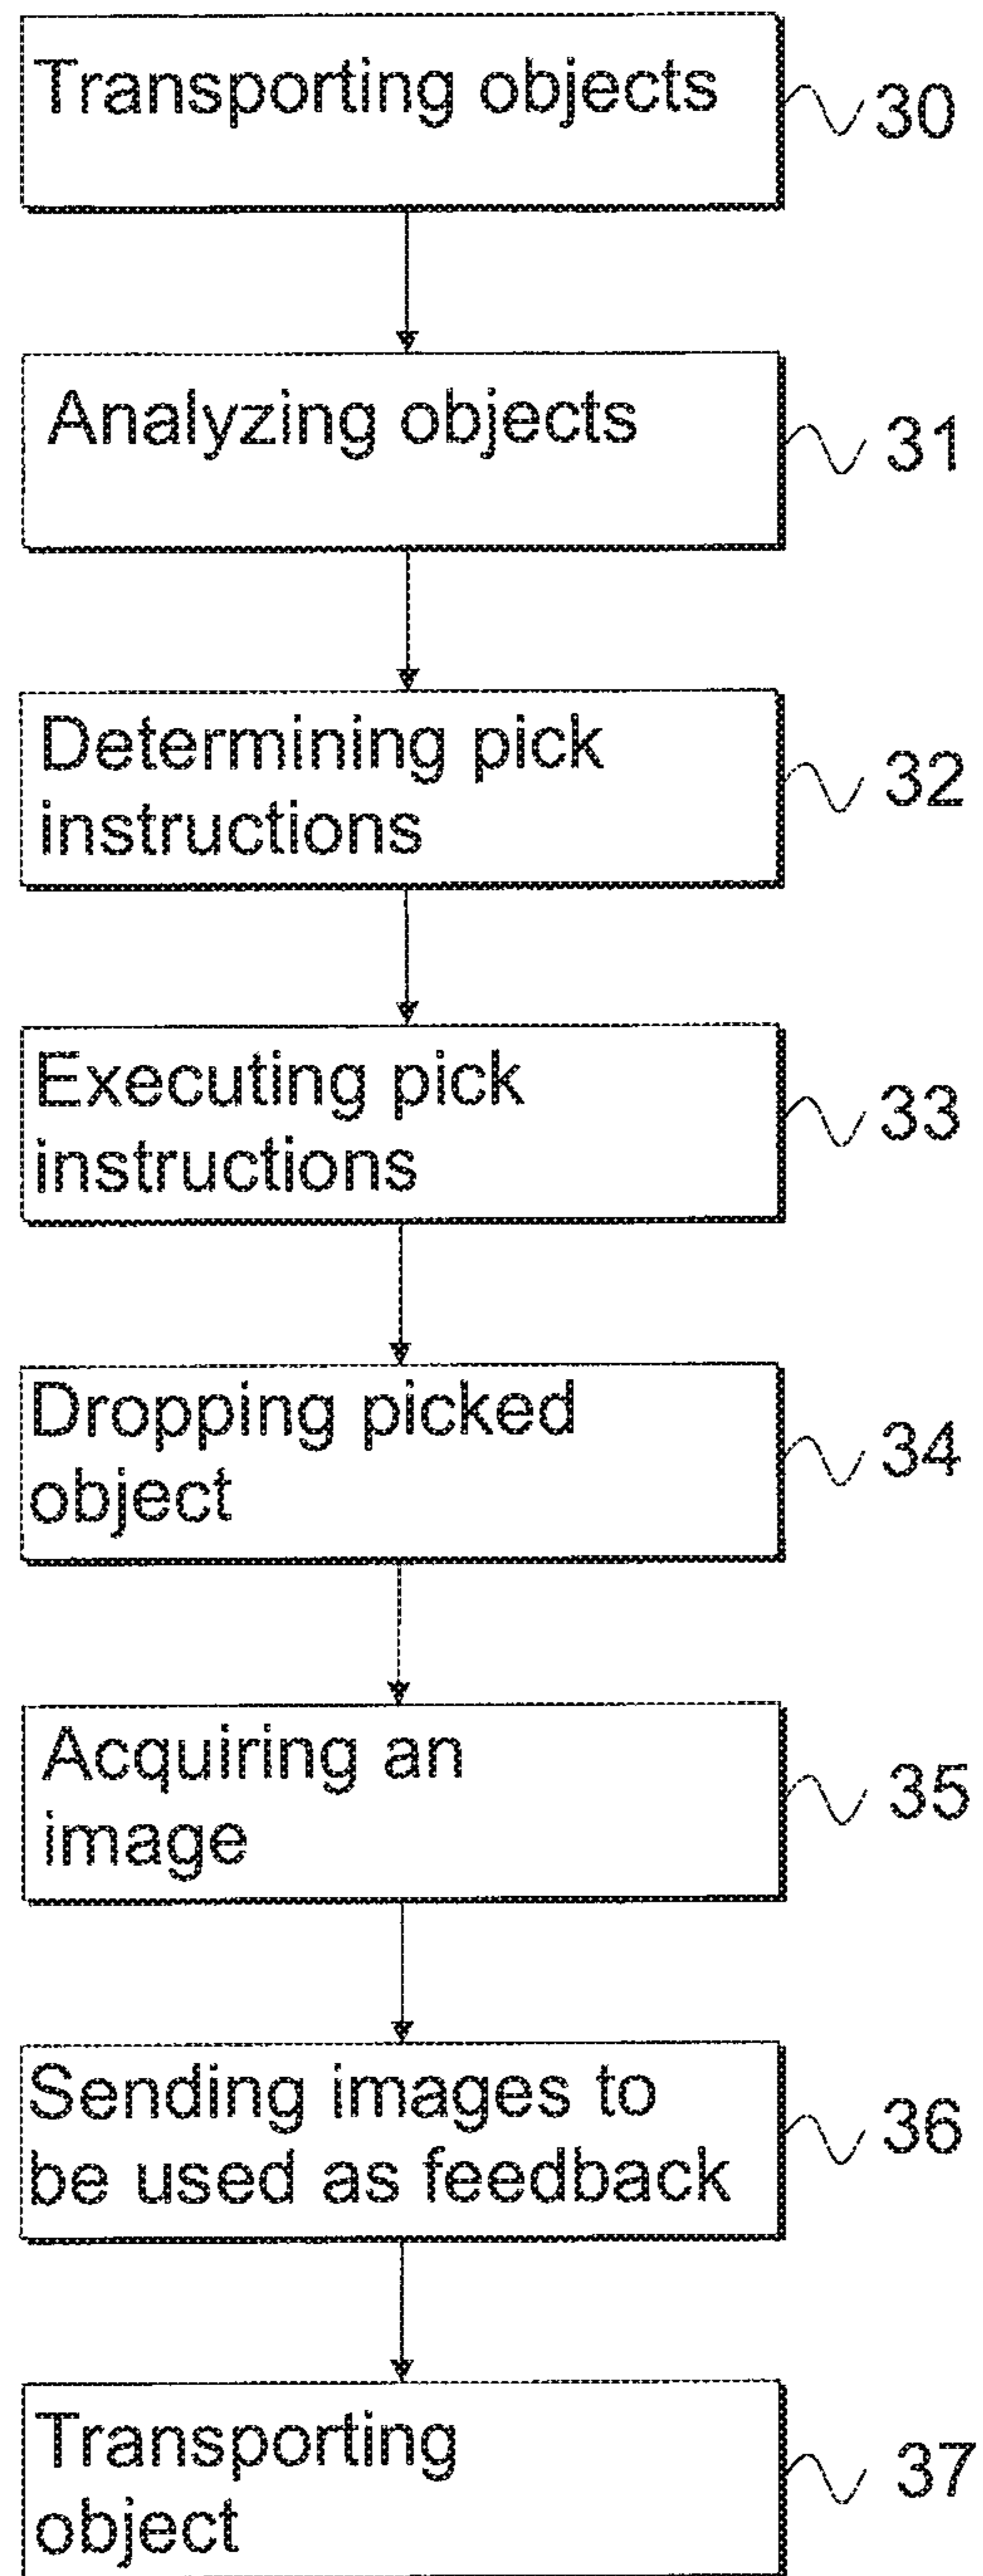 Transporting objects
30
Analyzing objects
31
Determining pick
instructions
32
Executing pick
instructions
33
Dropping picked
object
34
Acquiring an
image
35
Sending images to
be used as feedback
36
Transporting
object
37